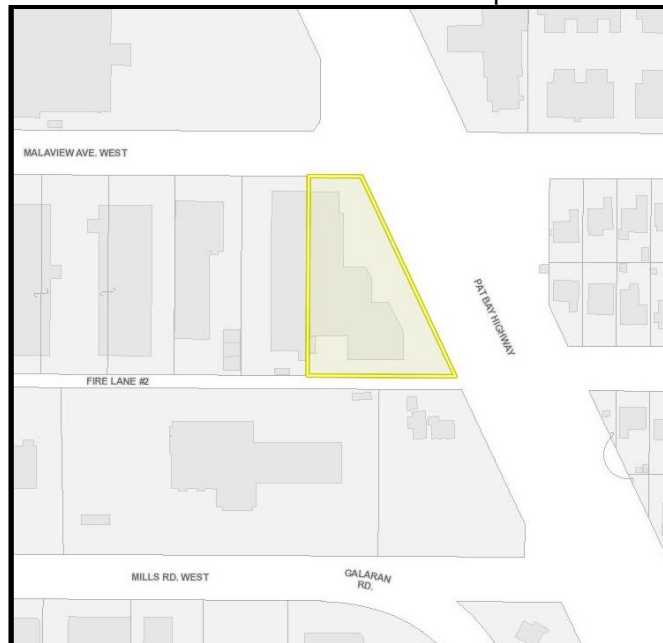 MALAVIEW AVE. WEST
PAT BAY HIGHWAY
FIRE LANE #2
MILLS RD. WEST
GALARAN
RD.